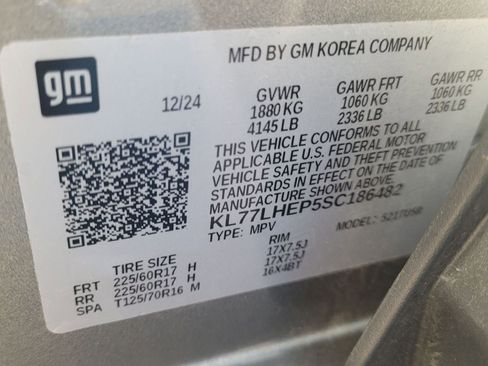 gm
MFD BY GM KOREA COMPANY
12/24 GVWR GAWR FRT GAWR RR
1880 KG 1060 KG 1060 KG
4145 LB 2336 LB 2336 LB
THIS VEHICLE CONFORMS TO ALL
APPLICABLE U.S. FEDERAL MOTOR
VEHICLE SAFETY AND THEFT PREVENTION
STANDARDS IN EFFECT ON THE DATE OF
MANUFACTURE SHOWN ABOVE.
KL77LHEP5SC186482
TYPE: MPV
TIRE SIZE RIM
FRT 225/60R17 H 17X7.5J
RR 225/60R17 H 17X7.5J
SPA T125/70R16 M 16X4BT